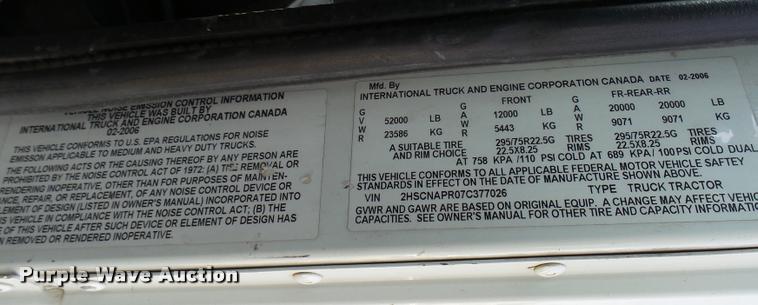 VEHICLE NOISE EMISSION CONTROL INFORMATION
THIS VEHICLE WAS BUILT BY
INTERNATIONAL TRUCK AND ENGINE CORPORATION CANADA
02-2006
THIS VEHICLE CONFORMS TO U.S. EPA REGULATIONS FOR NOISE
EMISSION APPLICABLE TO MEDIUM AND HEAVY DUTY TRUCKS.
THE FOLLOWING ACTS OR THE CAUSING THEREOF BY ANY PERSON ARE
PROHIBITED BY THE NOISE CONTROL ACT OF 1972: (A) THE REMOVAL OR
RENDERING INOPERATIVE, OTHER THAN FOR PURPOSES OF MAINTEN-
ANCE, REPAIR, OR REPLACEMENT, OF ANY NOISE CONTROL DEVICE OR
ELEMENT OF DESIGN (LISTED IN OWNER'S MANUAL) INCORPORATED INTO
VEHICLE IN COMPLIANCE WITH THE NOISE CONTROL ACT; (B) THE
OF THIS VEHICLE AFTER SUCH DEVICE OR ELEMENT OF DESIGN HAS
N REMOVED OR RENDERED INOPERATIVE.
Mfd. By
INTERNATIONAL TRUCK AND ENGINE CORPORATION CANADA DATE 02-2006
FRONT FR-REAR-RR
GVWR 52000 LB GAWR 12000 LB GAWR 20000 20000 LB
23586 KG 5443 KG 9071 9071 KG
A SUITABLE TIRE 295/75R22.5G TIRES 295/75R22.5G TIRES
AND RIM CHOICE 22.5X8.25 RIMS 22.5X8.25 RIMS
AT 758 KPA/110 PSI COLD AT 689 KPA/100 PSI COLD DUAL
THIS VEHICLE CONFORMS TO ALL APPLICABLE FEDERAL MOTOR VEHICLE SAFTEY
STANDARDS IN EFFECT ON THE DATE OF MANUFACTURE SHOWN ABOVE.
VIN 2HSCNAPR07C377026 TYPE TRUCK TRACTOR
GVWR AND GAWR ARE BASED ON ORIGINAL EQUIP. A CHANGE MAY AFFECT VEHIC
CAPACITIES. SEE OWNER'S MANUAL FOR OTHER TIRE AND CAPACITY INFORMATIO
Purple Wave Auction